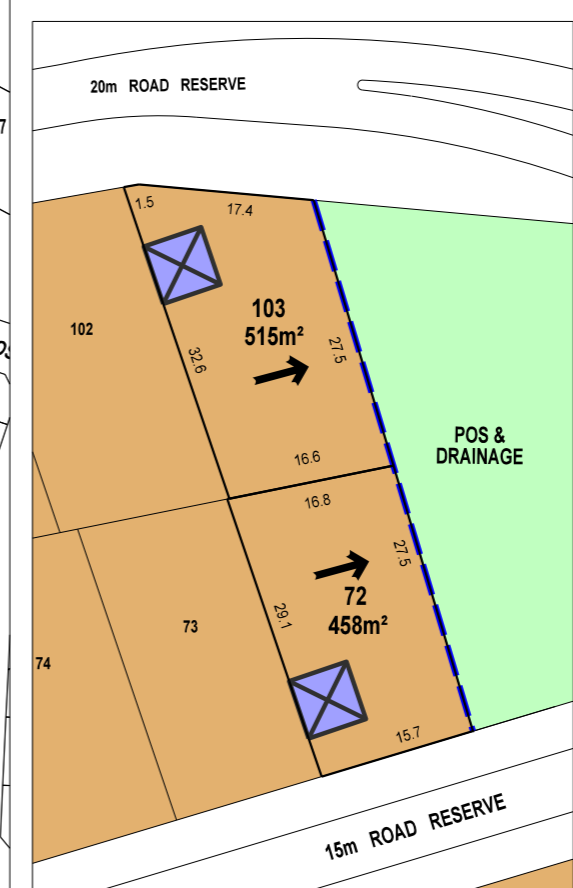 20m ROAD RESERVE
7
1.5
17.4
103
515m²
102
32.6
27.5
POS &
DRAINAGE
16.6
16.8
27.5
72
458m²
29.1
73
74
15.7
15m ROAD RESERVE